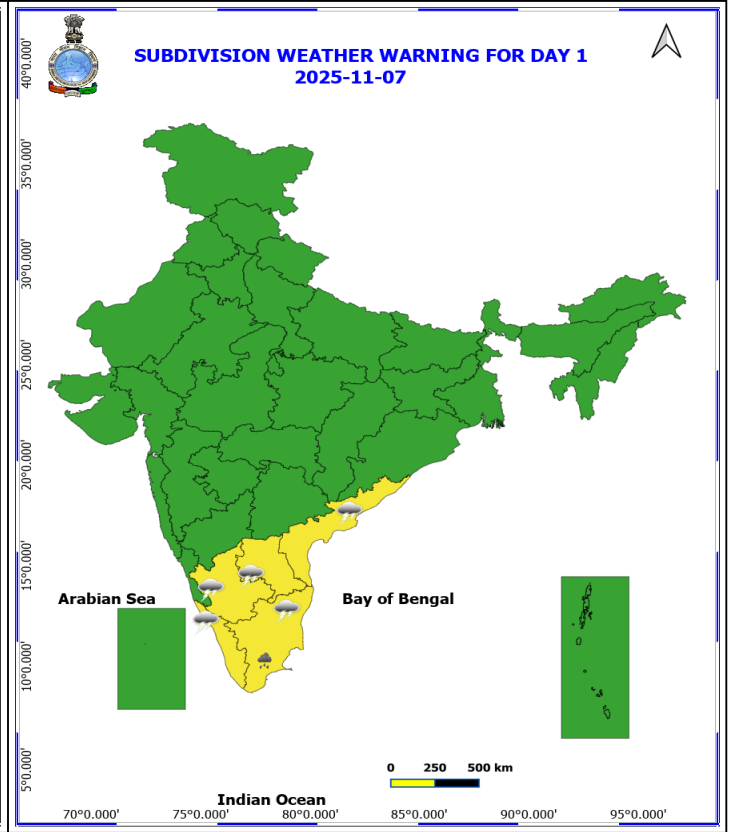 SUBDIVISION WEATHER WARNING FOR DAY 1
2025-11-07
40°0.000'
35°0.000'
30°0.000'
25°0.000'
20°0.000'
15°0.000'
Arabian Sea
Bay of Bengal
10°0.000'
5°0.000'
0 250 500 km
Indian Ocean
70°0.000' 75°0.000' 80°0.000' 85°0.000' 90°0.000' 95°0.000'